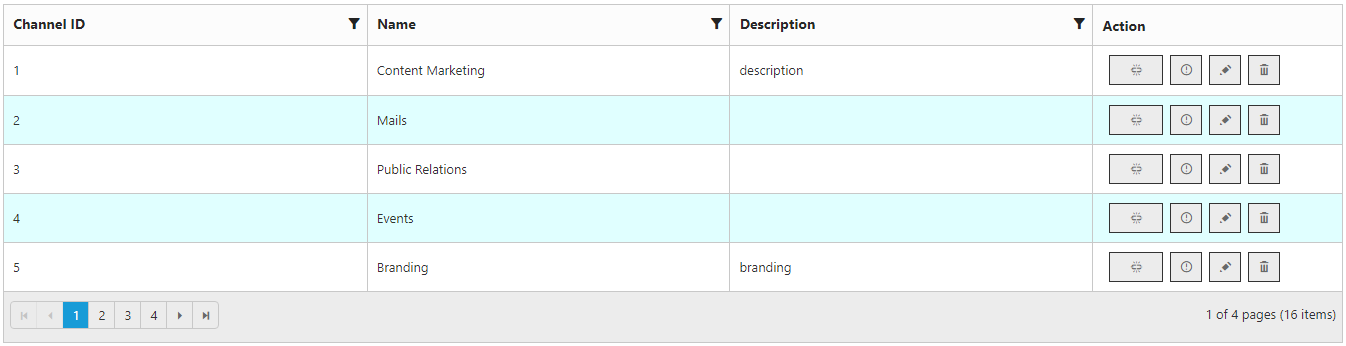 Channel ID Name Description Action
1 Content Marketing description
2 Mails
3 Public Relations
4 Events
5 Branding branding
1 2 3 4 1 of 4 pages (16 items)